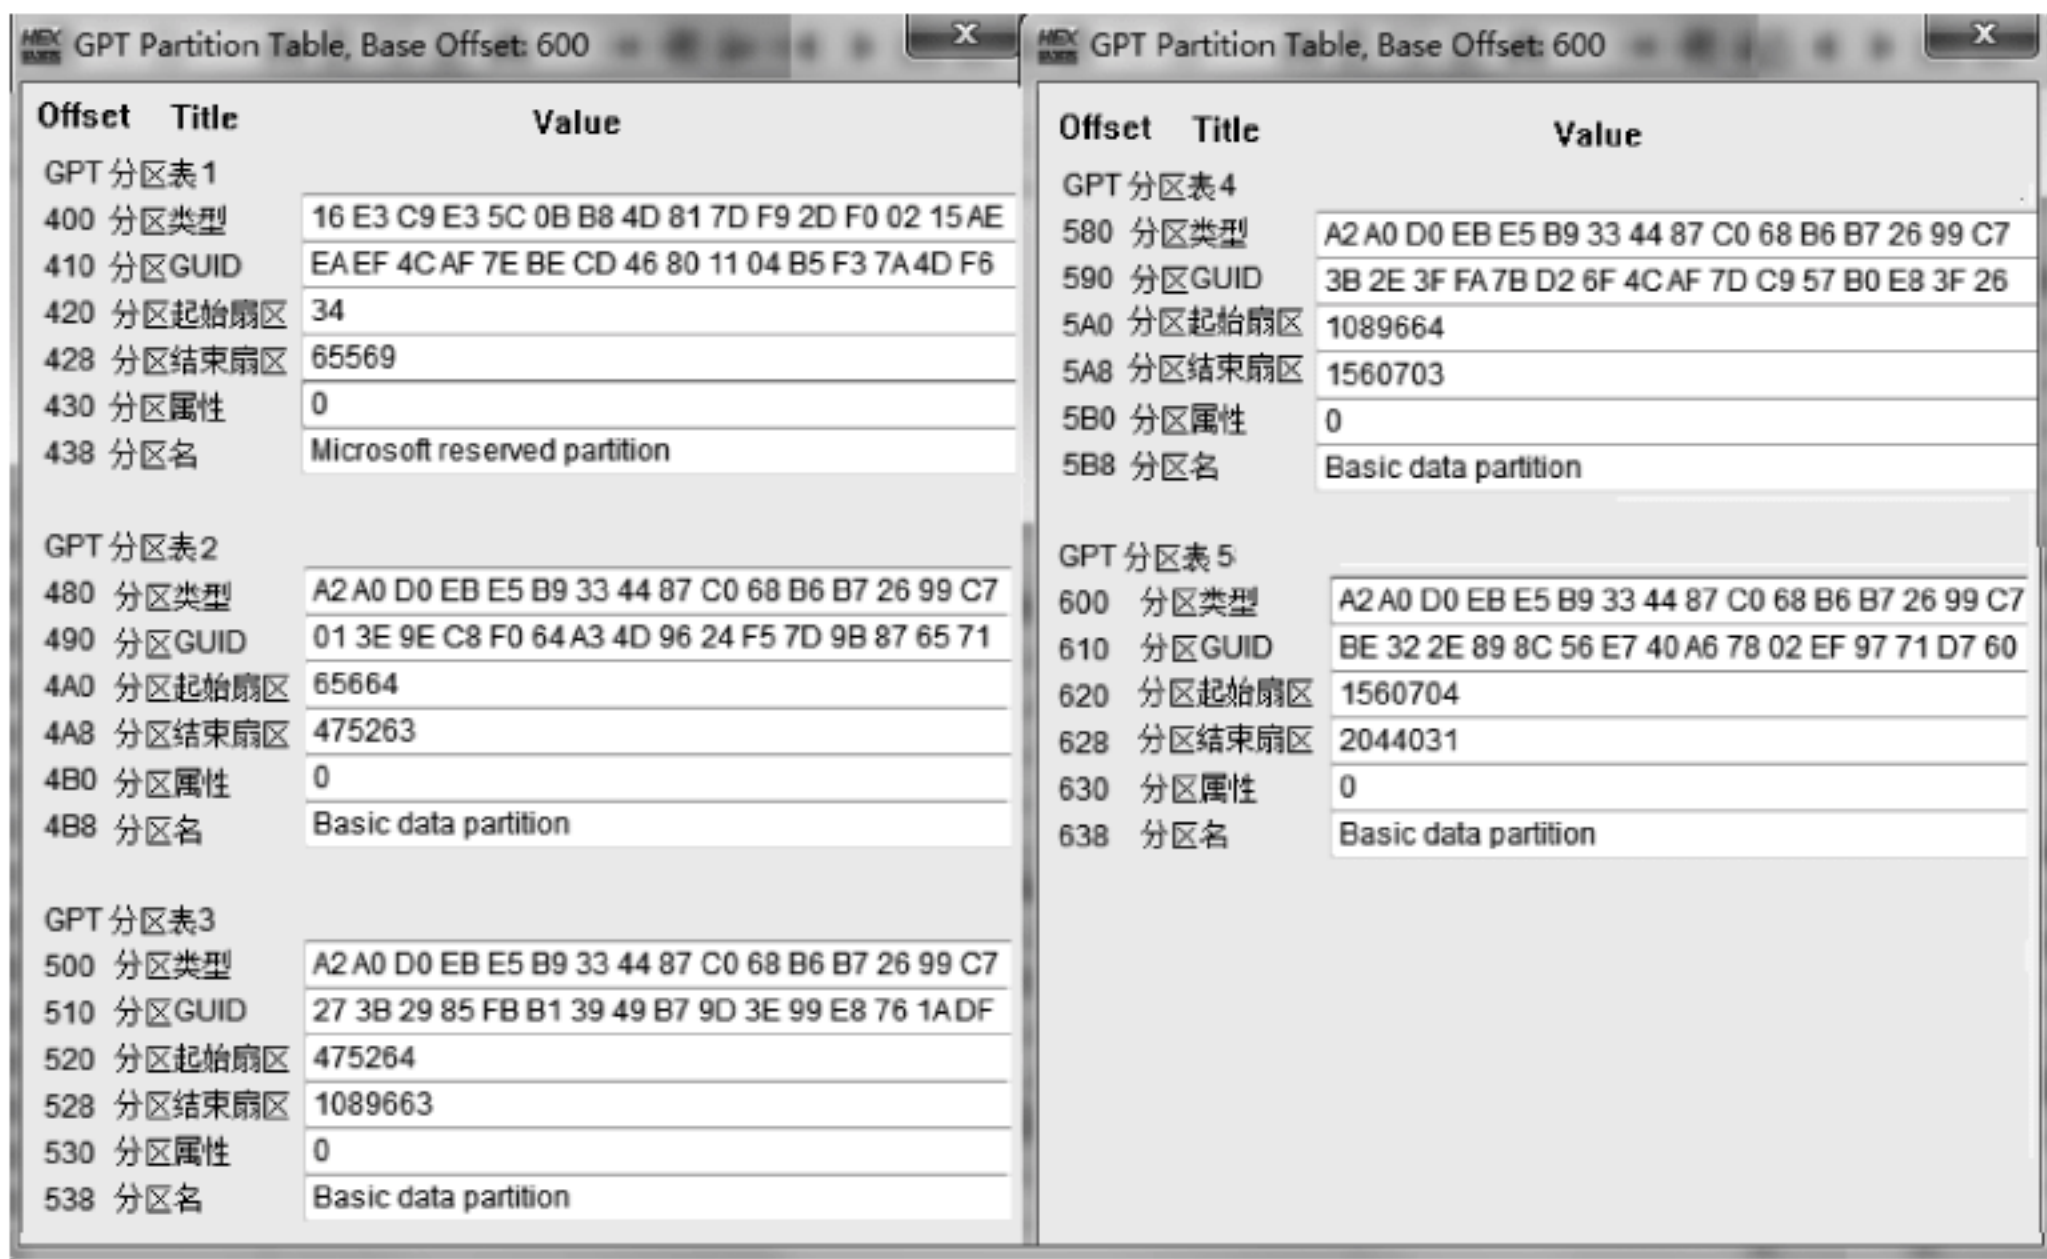 GPT Partition Table, Base Offset: 600
Offset Title Value
GPT 分区表1
400 分区类型 16 E3 C9 E3 5C 0B B8 4D 81 7D F9 2D F0 02 15 AE
410 分区GUID EA EF 4C AF 7E BE CD 46 80 11 04 B5 F3 7A 4D F6
420 分区起始扇区 34
428 分区结束扇区 65569
430 分区属性 0
438 分区名 Microsoft reserved partition
GPT 分区表2
480 分区类型 A2 A0 D0 EB E5 B9 33 44 87 C0 68 B6 B7 26 99 C7
490 分区GUID 01 3E 9E C8 F0 64 A3 4D 96 24 F5 7D 9B 87 65 71
4A0 分区起始扇区 65664
4A8 分区结束扇区 475263
4B0 分区属性 0
4B8 分区名 Basic data partition
GPT 分区表3
500 分区类型 A2 A0 D0 EB E5 B9 33 44 87 C0 68 B6 B7 26 99 C7
510 分区GUID 27 3B 29 85 FB B1 39 49 B7 9D 3E 99 E8 76 1A DF
520 分区起始扇区 475264
528 分区结束扇区 1089663
530 分区属性 0
538 分区名 Basic data partition
GPT Partition Table, Base Offset: 600
Offset Title Value
GPT 分区表4
580 分区类型 A2 A0 D0 EB E5 B9 33 44 87 C0 68 B6 B7 26 99 C7
590 分区GUID 3B 2E 3F FA 7B D2 6F 4C AF 7D C9 57 B0 E8 3F 26
5A0 分区起始扇区 1089664
5A8 分区结束扇区 1560703
5B0 分区属性 0
5B8 分区名 Basic data partition
GPT 分区表5
600 分区类型 A2 A0 D0 EB E5 B9 33 44 87 C0 68 B6 B7 26 99 C7
610 分区GUID BE 32 2E 89 8C 56 E7 40 A6 78 02 EF 97 71 D7 60
620 分区起始扇区 1560704
628 分区结束扇区 2044031
630 分区属性 0
638 分区名 Basic data partition